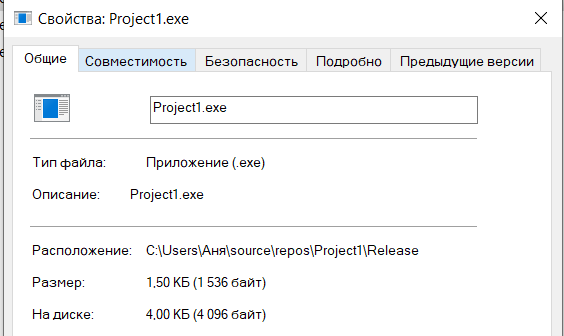 Свойства: Project1.exe
Общие Совместимость Безопасность Подробно Предыдущие версии
Project1.exe
Тип файла: Приложение (.exe)
Описание: Project1.exe
Расположение: C:\Users\Аня\source\repos\Project1\Release
Размер: 1,50 КБ (1 536 байт)
На диске: 4,00 КБ (4 096 байт)